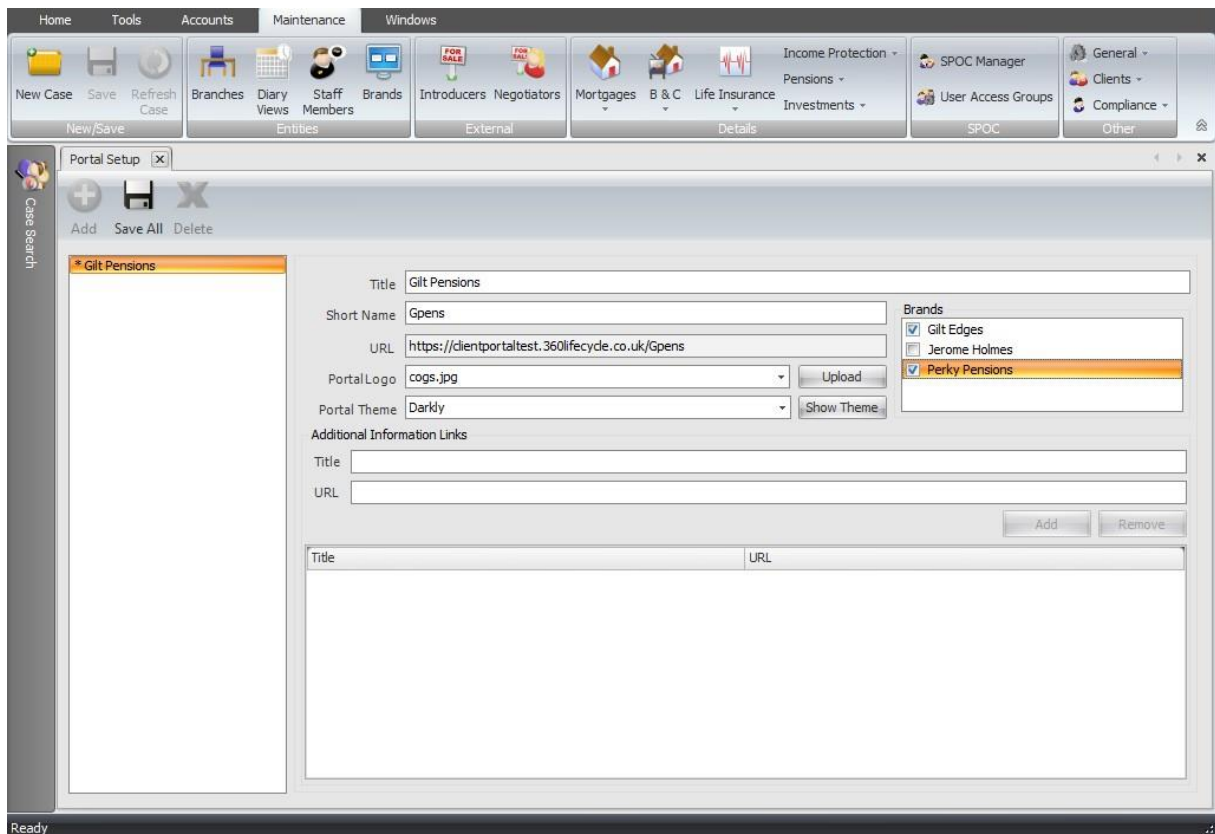 Home Tools Accounts Maintenance Windows
New Case Save Refresh Case
New/Save
Branches Diary Views Staff Members Brands
Entities
FOR SALE FOR SALE
Introducers Negotiators
External
Mortgages B & C Life Insurance
Income Protection
Pensions
Investments
Details
SPOC Manager
User Access Groups
SPOC
General
Clients
Compliance
Other
Case Search
Portal Setup
Add Save All Delete
* Gilt Pensions
Title Gilt Pensions
Short Name Gpens
URL https://clientportaltest.360lifecycle.co.uk/Gpens
Portal Logo cogs.jpg Upload
Portal Theme Darkly Show Theme
Brands
Gilt Edges
Jerome Holmes
Perky Pensions
Additional Information Links
Title
URL
Add Remove
Title URL
Ready